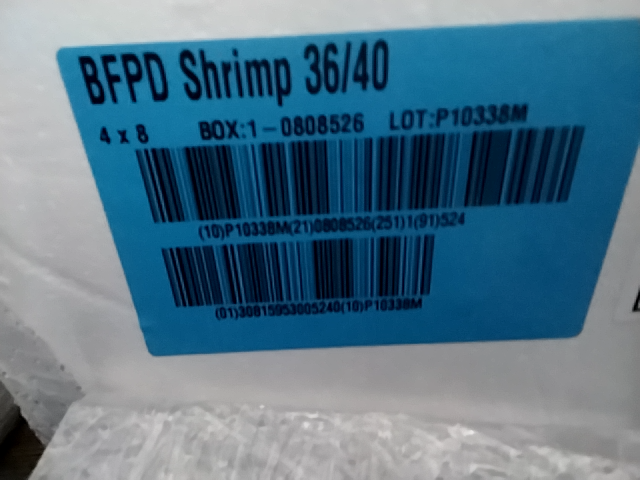 BFPD Shrimp 36/40
4 x 8 BOX:1-0808526 LOT:P10338M
(10)P10338M(21)0808526(251)1(91)524
(01)30815953605240(10)P10338M